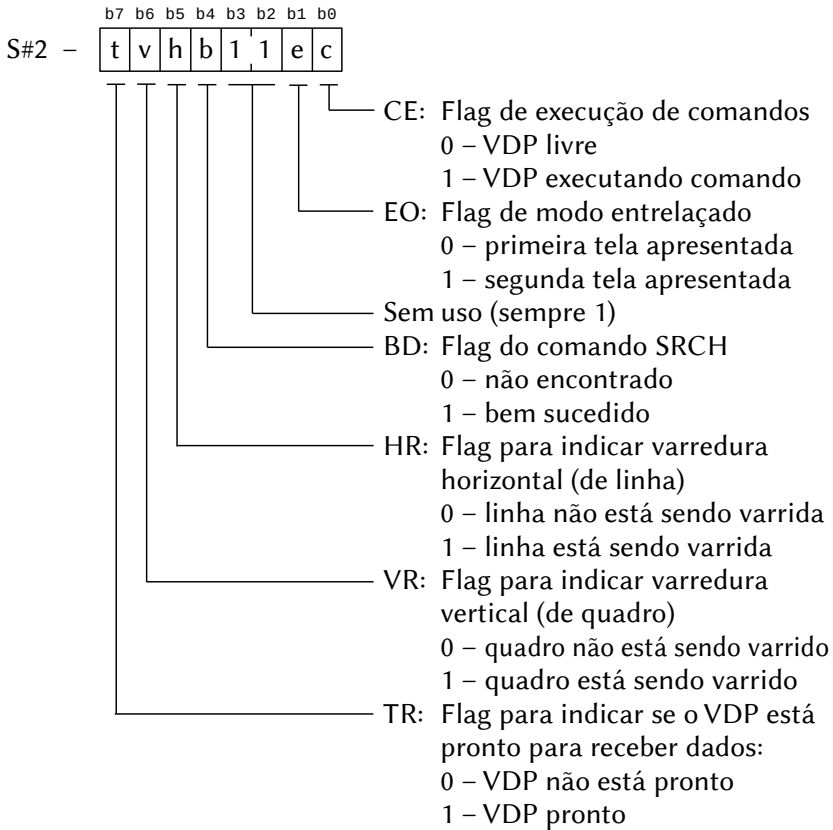 b7 b6 b5 b4 b3 b2 b1 b0
S#2 – t v h b 1 1 e c
CE: Flag de execução de comandos
0 – VDP livre
1 – VDP executando comando
EO: Flag de modo entrelaçado
0 – primeira tela apresentada
1 – segunda tela apresentada
Sem uso (sempre 1)
BD: Flag do comando SRCH
0 – não encontrado
1 – bem sucedido
HR: Flag para indicar varredura
horizontal (de linha)
0 – linha não está sendo varrida
1 – linha está sendo varrida
VR: Flag para indicar varredura
vertical (de quadro)
0 – quadro não está sendo varrido
1 – quadro está sendo varrido
TR: Flag para indicar se o VDP está
pronto para receber dados:
0 – VDP não está pronto
1 – VDP pronto